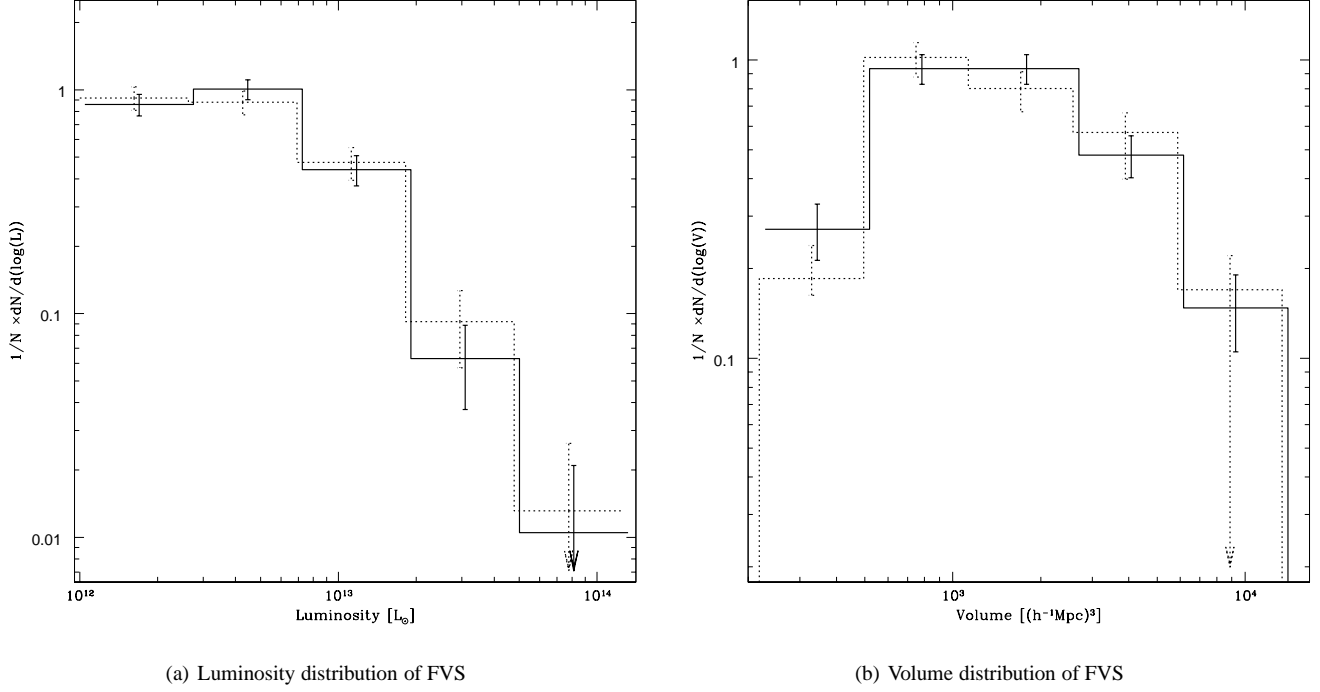 1
0.1
0.01
1/N ×dN/d(log(L))
10¹² 10¹³ 10¹⁴
Luminosity [L☉]
(a) Luminosity distribution of FVS
1
0.1
1/N ×dN/d(log(V))
10³ 10⁴
Volume [(h⁻¹Mpc)³]
(b) Volume distribution of FVS